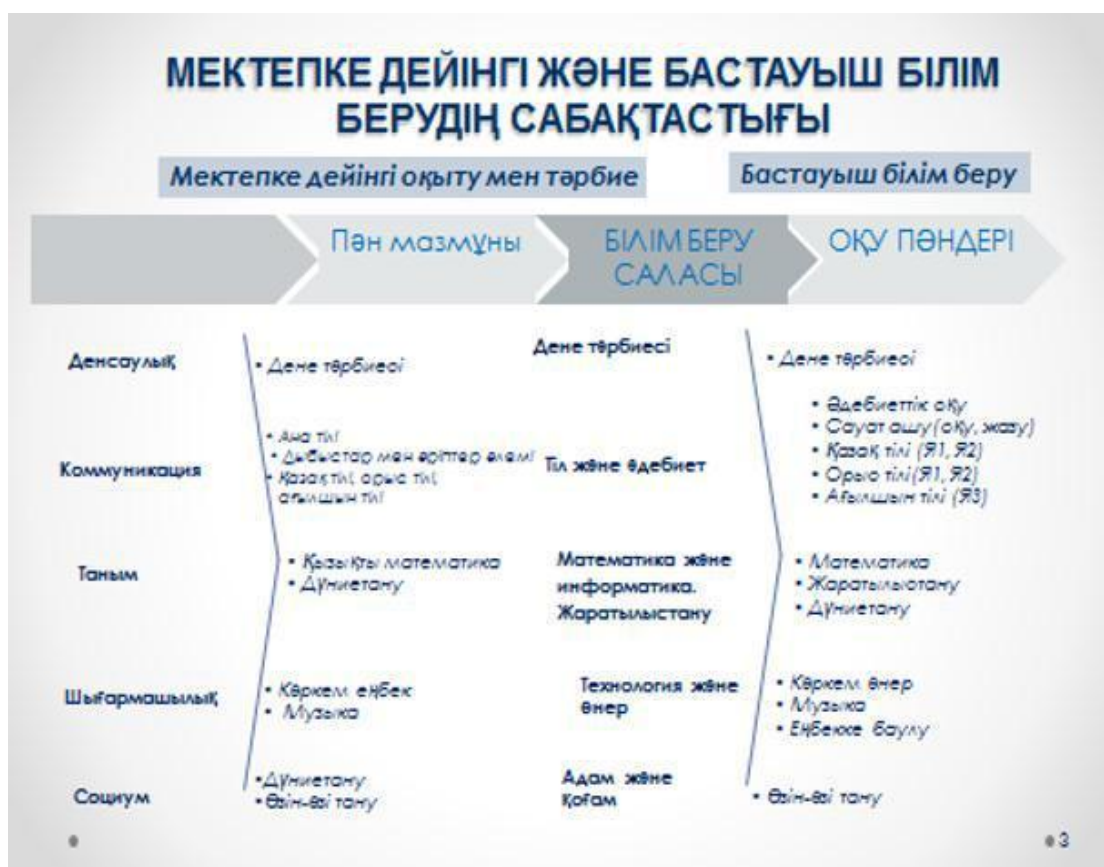 МЕКТЕПКЕ ДЕЙІНГІ ЖӘНЕ БАСТАУЫШ БІЛІМ
БЕРУДІҢ САБАҚТАСТЫҒЫ
Мектепке дейінгі оқыту мен тәрбие
Бастауыш білім беру
Пән мазмұны
БІЛІМ БЕРУ
САЛАСЫ
ОҚУ ПӘНДЕРІ
Денсаулық
• Дене тәрбиесі
Дене тәрбиесі
• Дене тәрбиесі
Коммуникация
• Ана тілі
• Дыбыстар мен әріптер әлемі
• Қазақ тілі, орыс тілі,
ағылшын тілі
Тіл және әдебиет
• Әдебиеттік оқу
• Сауат ашу (оқу, жазу)
• Қазақ тілі (Я1, Я2)
• Орыс тілі (Я1, Я2)
• Ағылшын тілі (Я3)
Таным
• Қызықты математика
• Дүниетану
Математика және
информатика.
Жаратылыстану
• Математика
• Жаратылыстану
• Дүниетану
Шығармашылық
• Көркем еңбек
• Музыка
Технология және
өнер
• Көркем өнер
• Музыка
• Еңбекке баулу
Социум
• Дүниетану
• Өзін-өзі тану
Адам және
қоғам
• Өзін-өзі тану
3